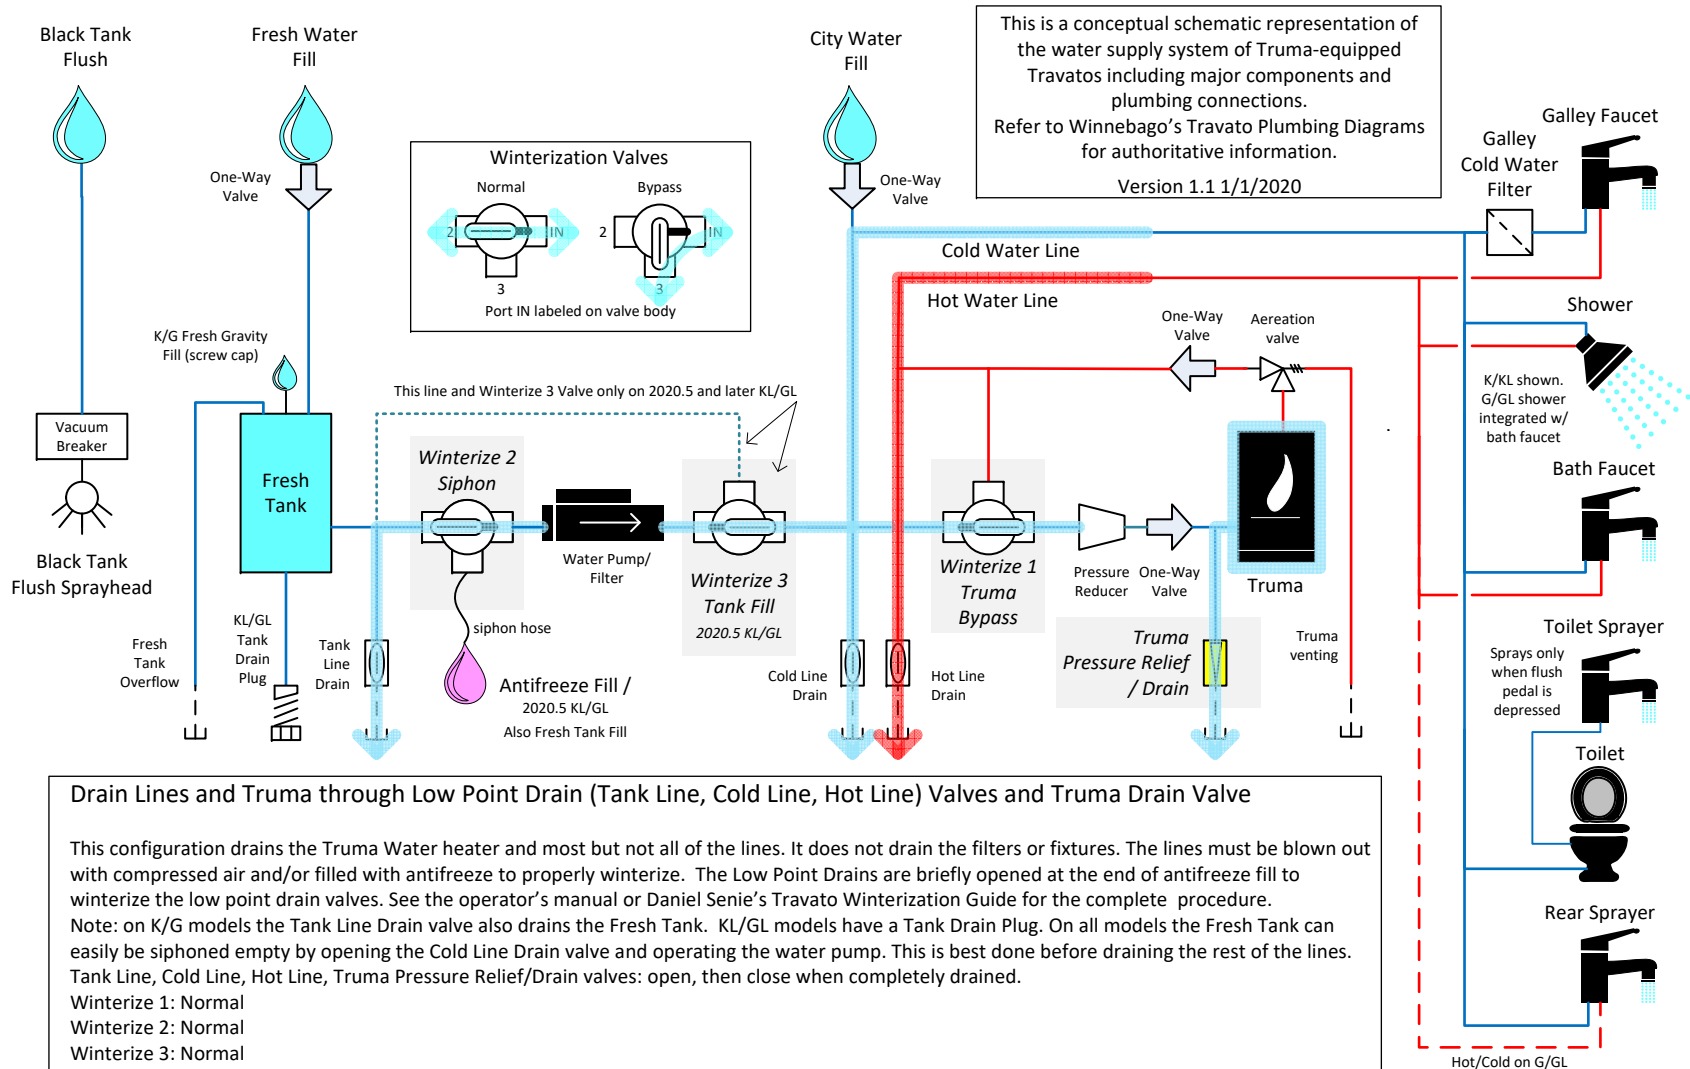 Black Tank
Flush
Fresh Water
Fill
City Water
Fill
This is a conceptual schematic representation of
the water supply system of Truma-equipped
Travatos including major components and
plumbing connections.
Refer to Winnebago's Travato Plumbing Diagrams
for authoritative information.
Version 1.1 1/1/2020
Galley Faucet
Galley
Cold Water
Filter
One-Way
Valve
Winterization Valves
Normal
Bypass
2
IN
3
2
IN
3
Port IN labeled on valve body
One-Way
Valve
Cold Water Line
Hot Water Line
Shower
K/KL shown.
G/GL shower
integrated w/
bath faucet
One-Way
Valve
Aereation
valve
K/G Fresh Gravity
Fill (screw cap)
This line and Winterize 3 Valve only on 2020.5 and later KL/GL
Vacuum
Breaker
Fresh
Tank
Winterize 2
Siphon
Water Pump/
Filter
Winterize 3
Tank Fill
2020.5 KL/GL
Winterize 1
Truma
Bypass
Pressure
Reducer
One-Way
Valve
Truma
Bath Faucet
Black Tank
Flush Sprayhead
Fresh
Tank
Overflow
KL/GL
Tank
Drain
Plug
Tank
Line
Drain
siphon hose
Antifreeze Fill /
2020.5 KL/GL
Also Fresh Tank Fill
Cold Line
Drain
Hot Line
Drain
Truma
Pressure Relief
/ Drain
Truma
venting
Toilet Sprayer
Sprays only
when flush
pedal is
depressed
Toilet
Rear Sprayer
Hot/Cold on G/GL
Drain Lines and Truma through Low Point Drain (Tank Line, Cold Line, Hot Line) Valves and Truma Drain Valve
This configuration drains the Truma Water heater and most but not all of the lines. It does not drain the filters or fixtures. The lines must be blown out
with compressed air and/or filled with antifreeze to properly winterize.  The Low Point Drains are briefly opened at the end of antifreeze fill to
winterize the low point drain valves. See the operator's manual or Daniel Senie's Travato Winterization Guide for the complete  procedure.
Note: on K/G models the Tank Line Drain valve also drains the Fresh Tank.  KL/GL models have a Tank Drain Plug. On all models the Fresh Tank can
easily be siphoned empty by opening the Cold Line Drain valve and operating the water pump. This is best done before draining the rest of the lines.
Tank Line, Cold Line, Hot Line, Truma Pressure Relief/Drain valves: open, then close when completely drained.
Winterize 1: Normal
Winterize 2: Normal
Winterize 3: Normal